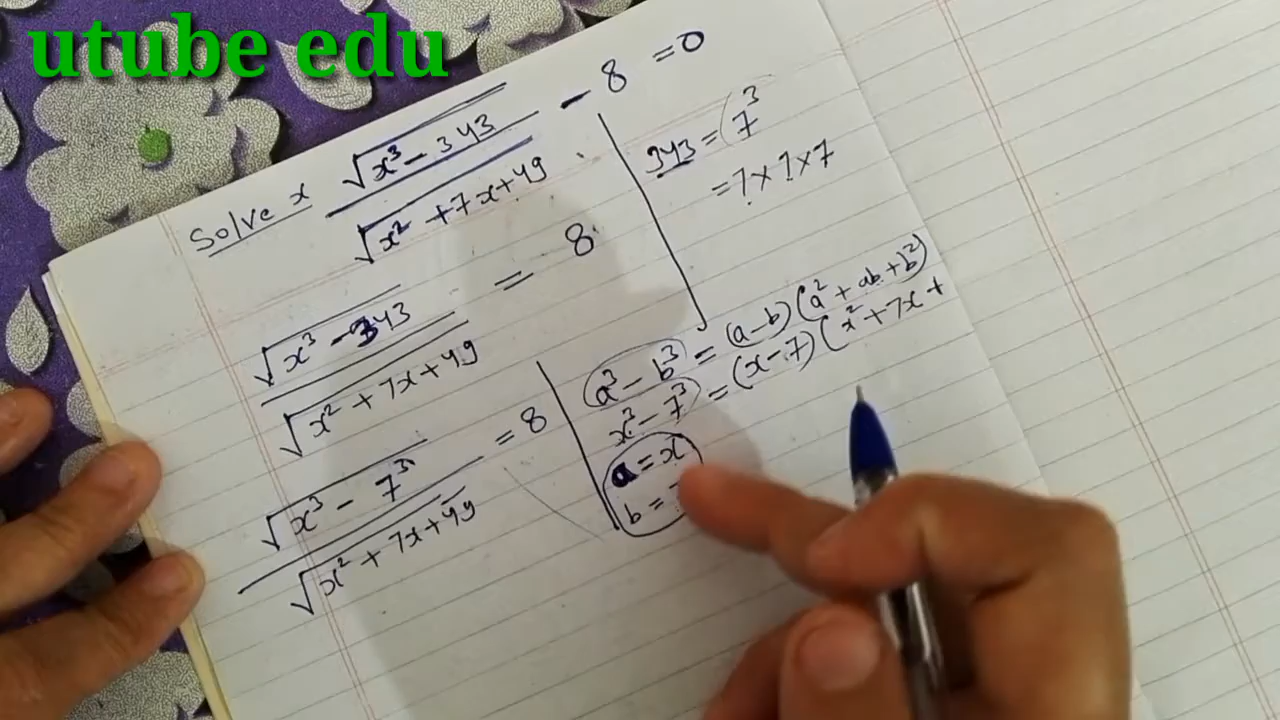 utube edu
Solve x √(x³ - 343) / √(x² + 7x + 49) - 8 = 0
√(x³ - 343) / √(x² + 7x + 49) = 8
√(x³ - 7³) / √(x² + 7x + 49) = 8
343 = (7³
= 7 × 7 × 7
a³ - b³ = (a - b)(a² + ab + b²)
x³ - 7³ = (x - 7)(x² + 7x +
a = x
b =